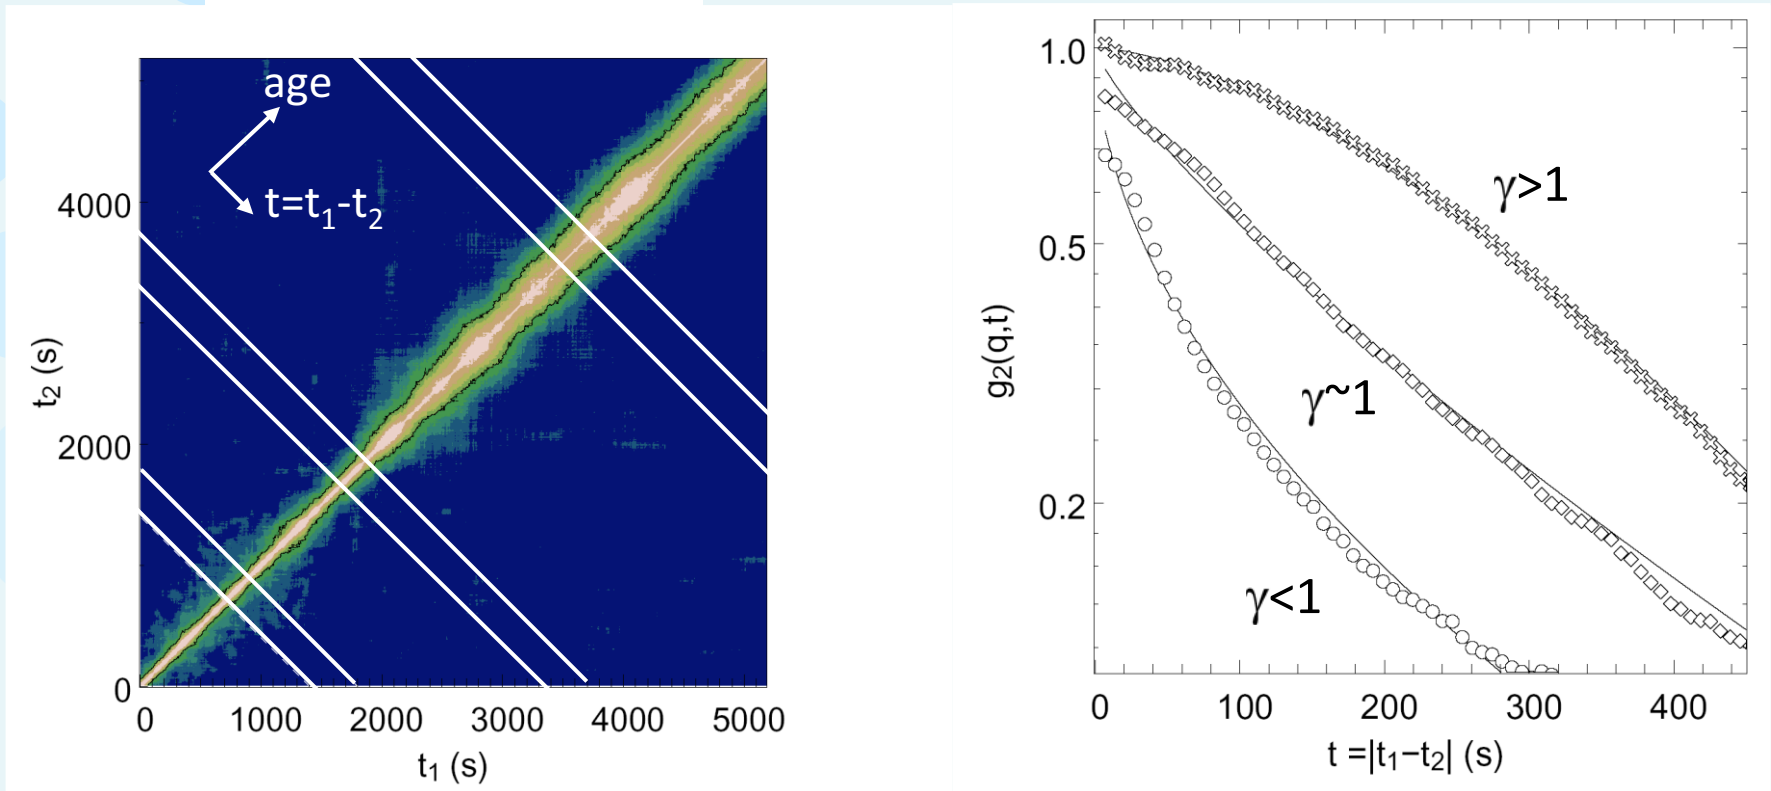 age
t=t₁-t₂
4000
2000
0
t₂ (s)
0 1000 2000 3000 4000 5000
t₁ (s)
1.0
0.5
0.2
g₂(q,t)
γ>1
γ~1
γ<1
0 100 200 300 400
t =|t₁−t₂| (s)